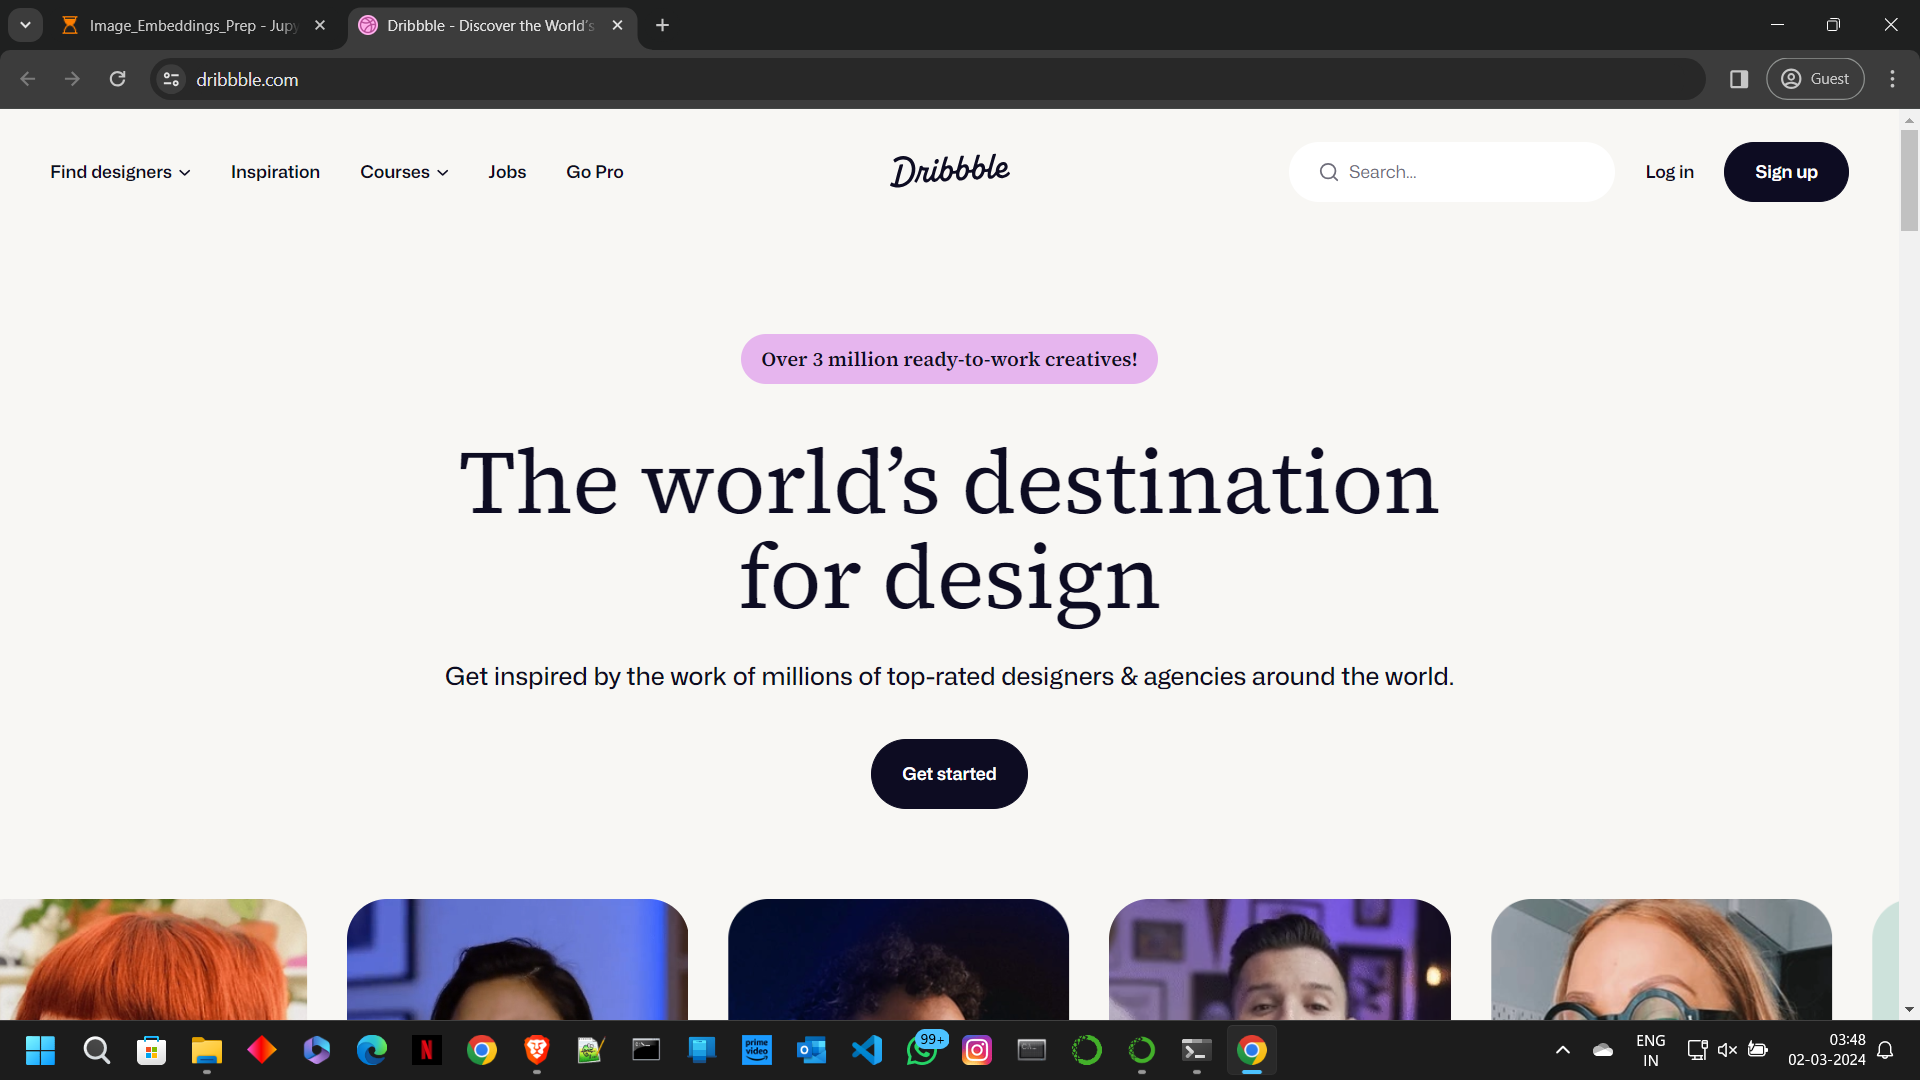 Image_Embeddings_Prep - Jupy
Dribbble - Discover the World's
dribbble.com
Guest
Find designers
Inspiration
Courses
Jobs
Go Pro
Dribbble
Search...
Log in
Sign up
Over 3 million ready-to-work creatives!
The world’s destination
for design
Get inspired by the work of millions of top-rated designers & agencies around the world.
Get started
N
prime
video
99+
ENG
IN
03:48
02-03-2024